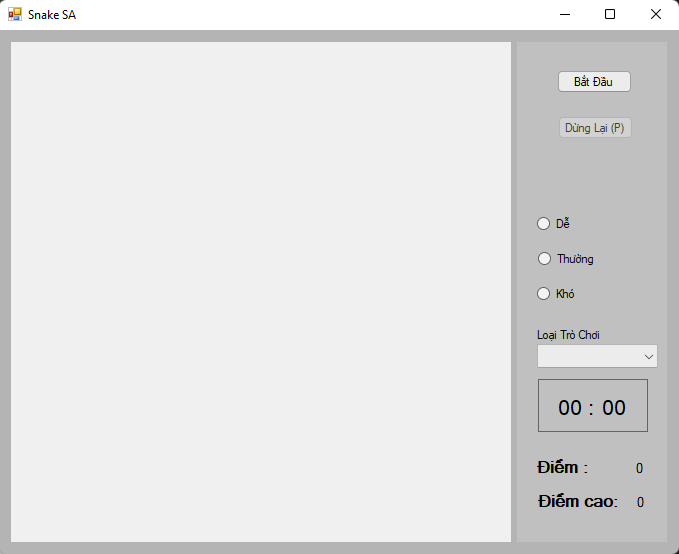 Snake SA
Bắt Đầu
Dừng Lại (P)
Dễ
Thường
Khó
Loại Trò Chơi
00 : 00
Điểm : 0
Điểm cao: 0